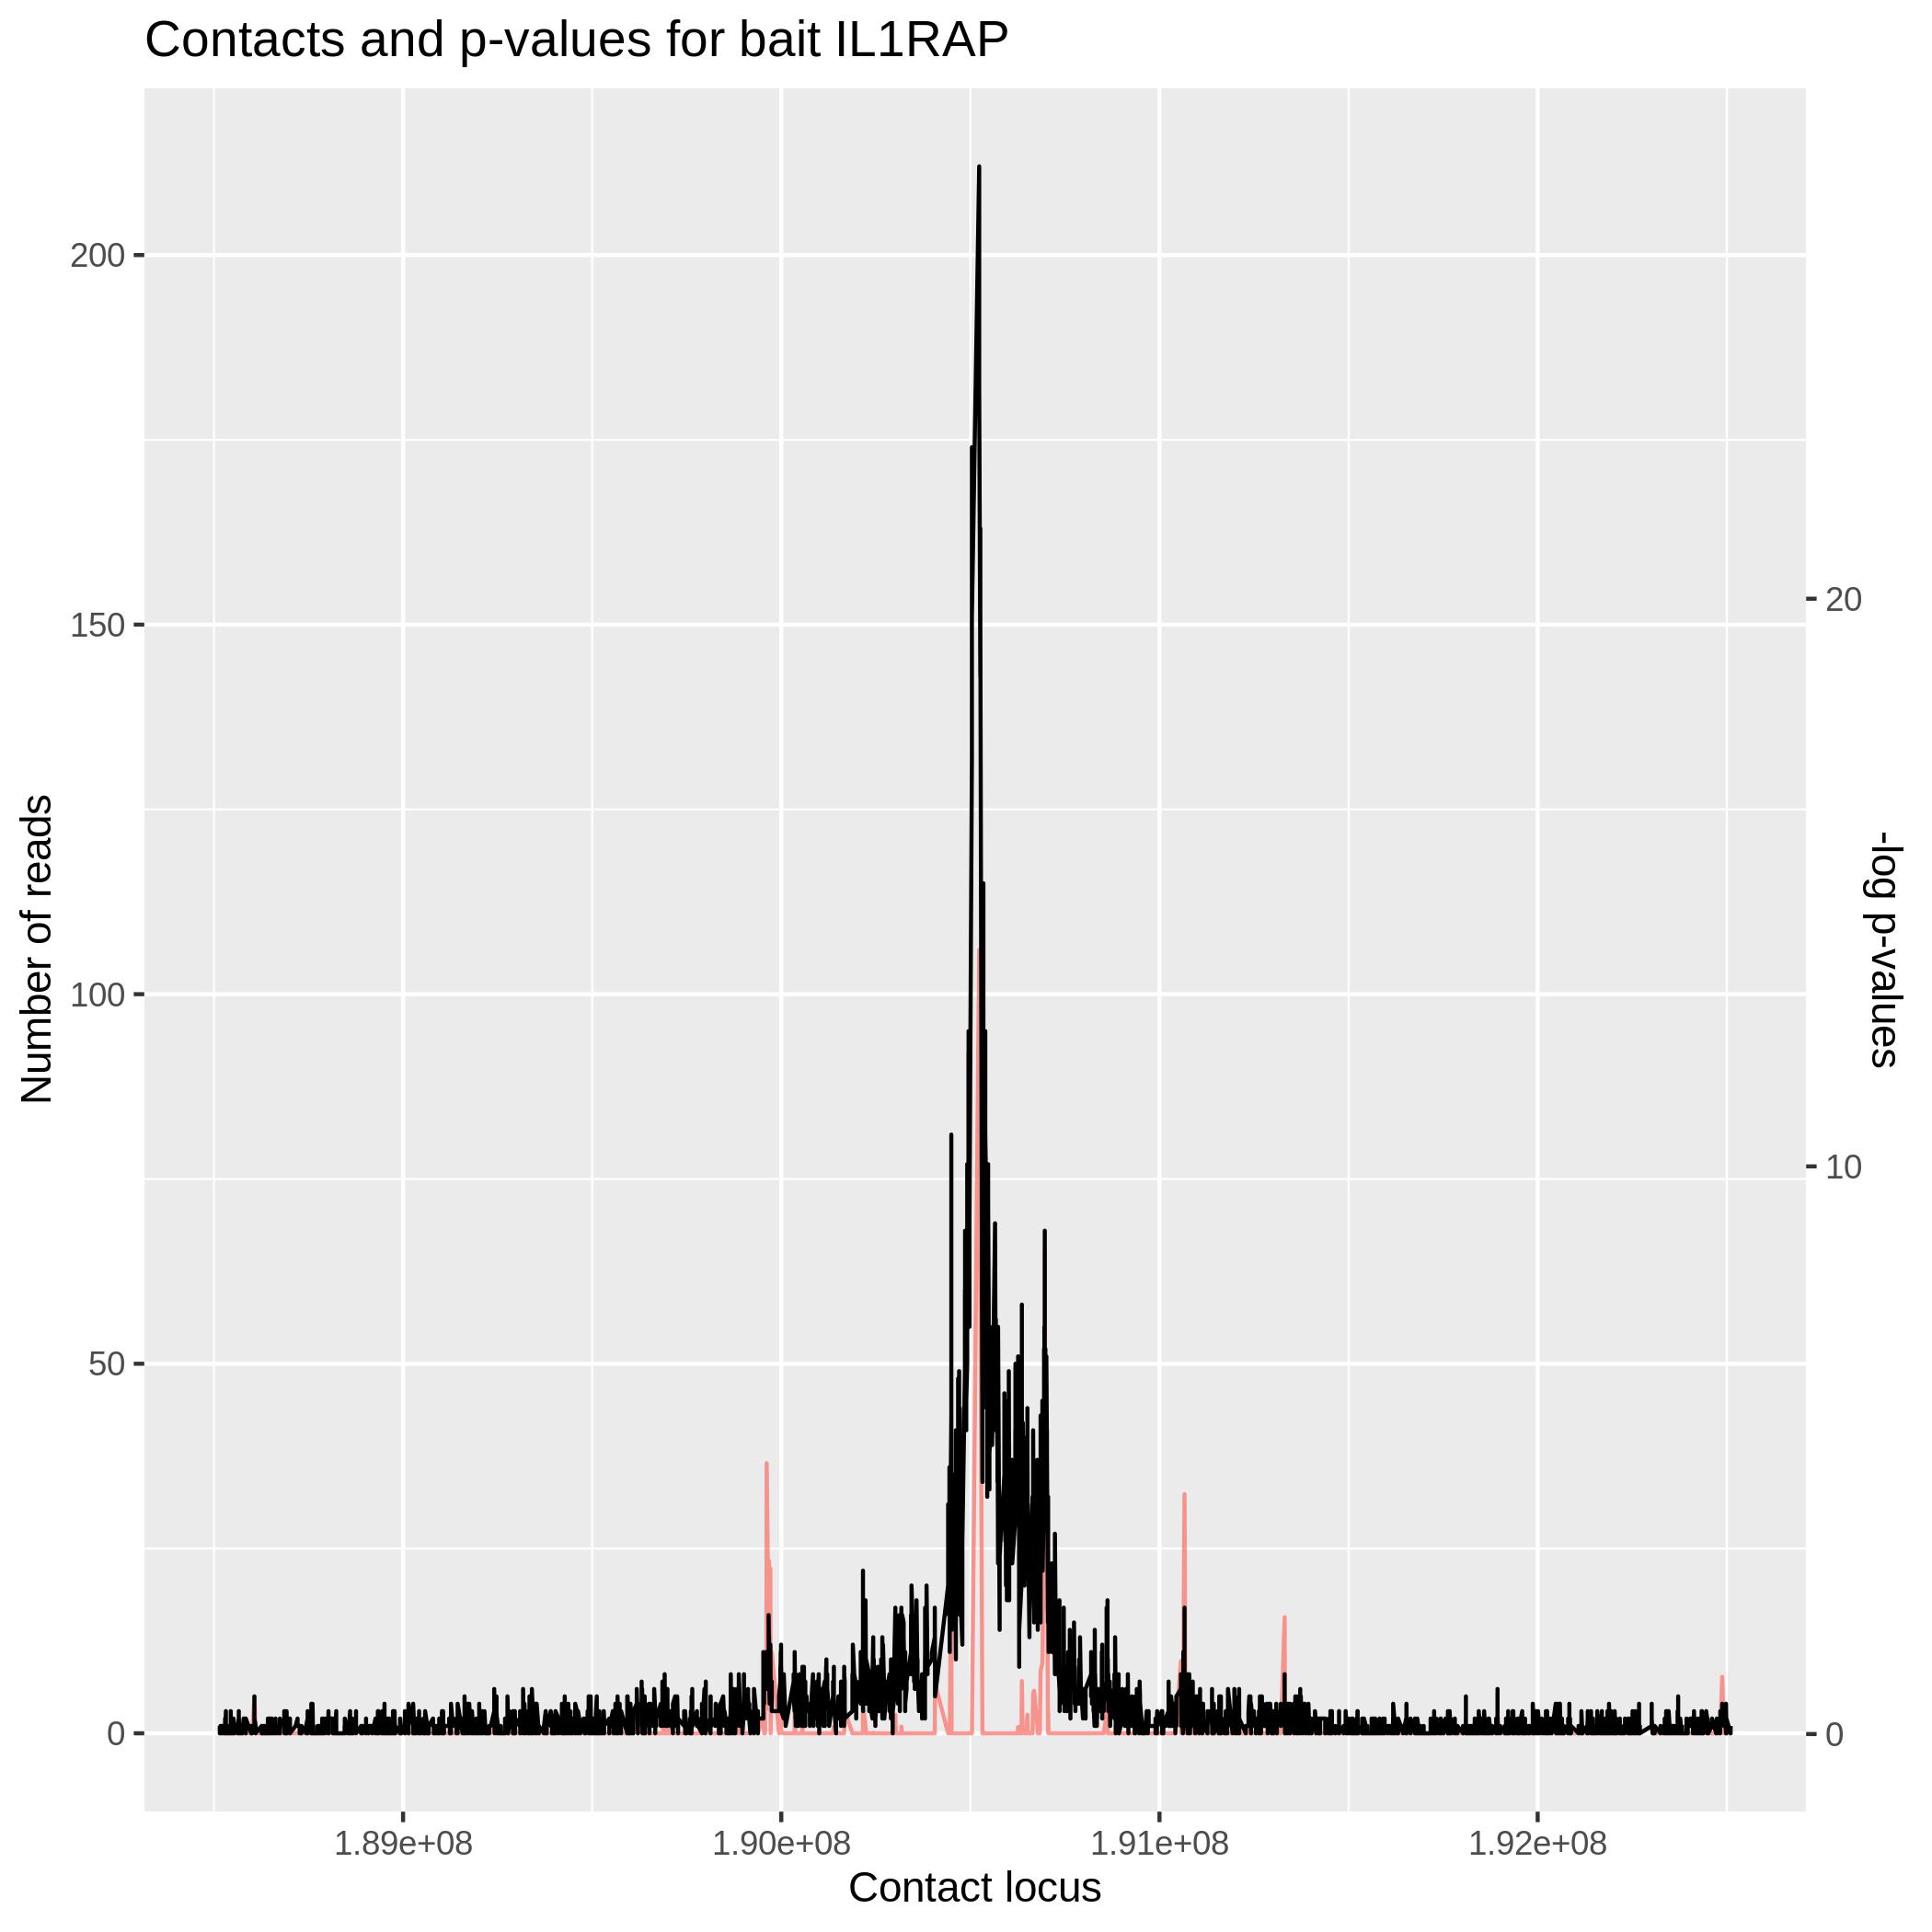 Contacts and p-values for bait IL1RAP
200
150
100
50
0
Number of reads
20
10
0
-log p-values
1.89e+08
1.90e+08
1.91e+08
1.92e+08
Contact locus